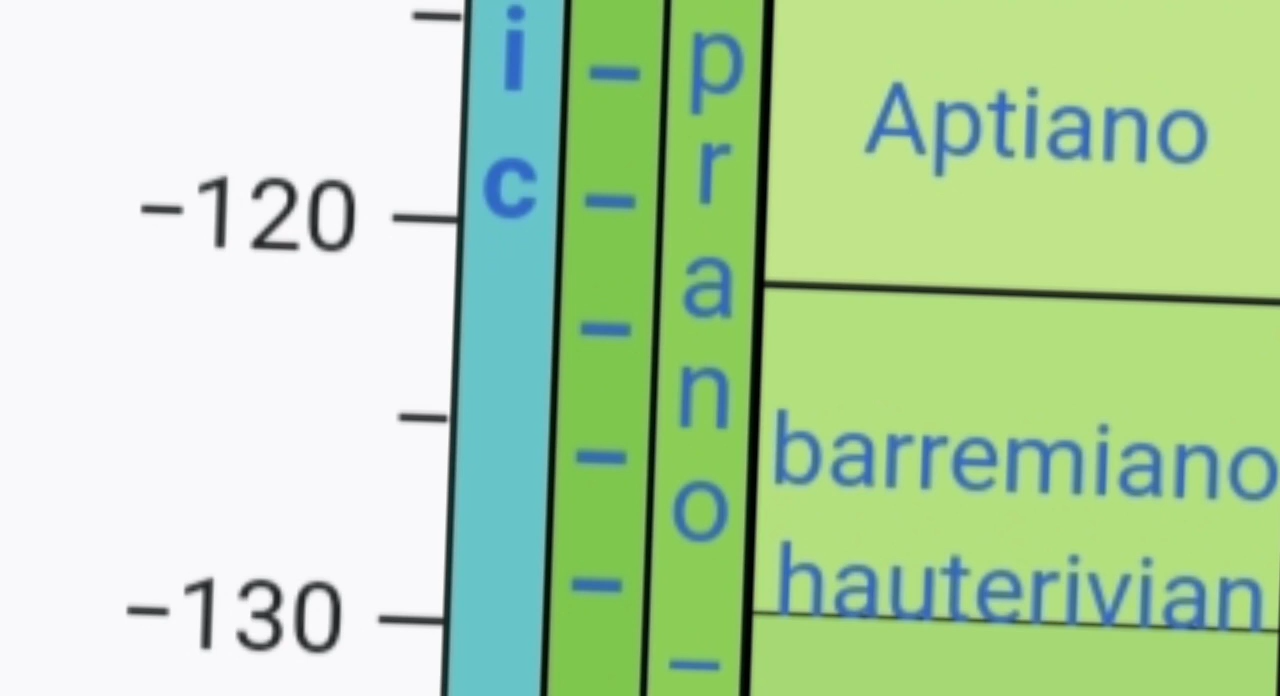 −120
−130
i
c
–
–
–
–
–
p
r
a
n
o
–
Aptiano
barremiano
hauterivian